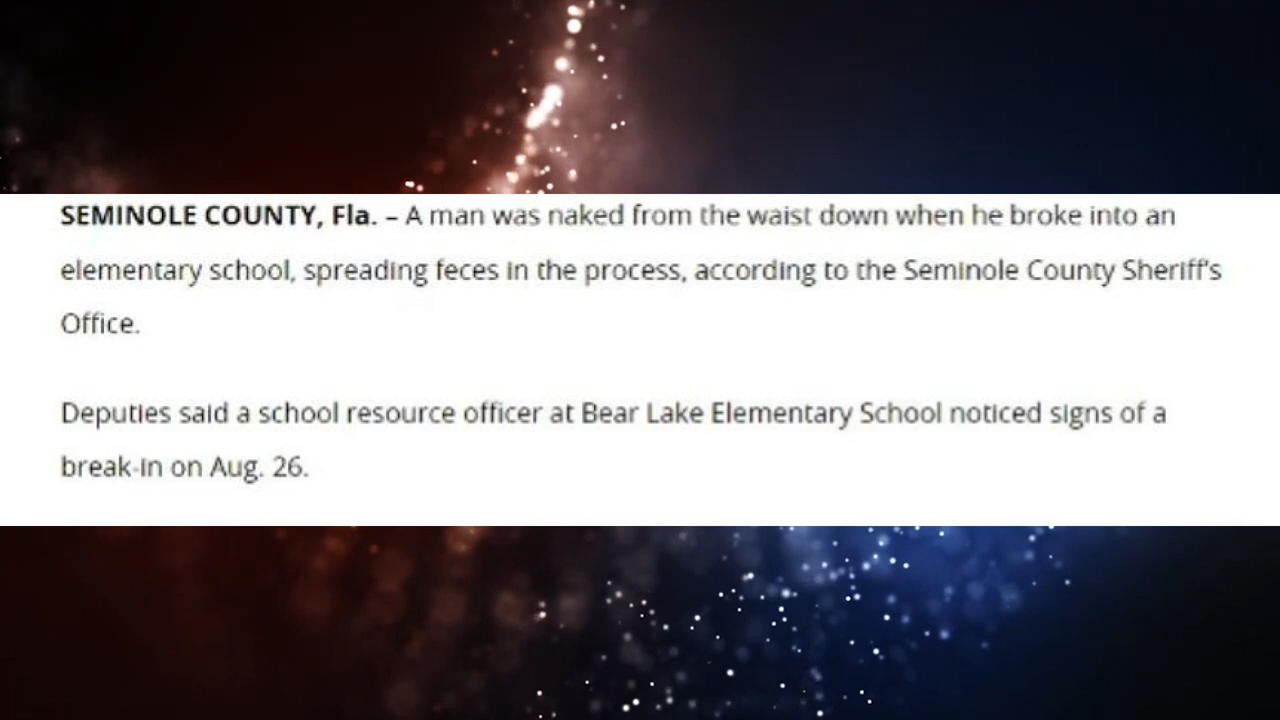 SEMINOLE COUNTY, Fla. – A man was naked from the waist down when he broke into an
elementary school, spreading feces in the process, according to the Seminole County Sheriff's
Office.
Deputies said a school resource officer at Bear Lake Elementary School noticed signs of a
break-in on Aug. 26.